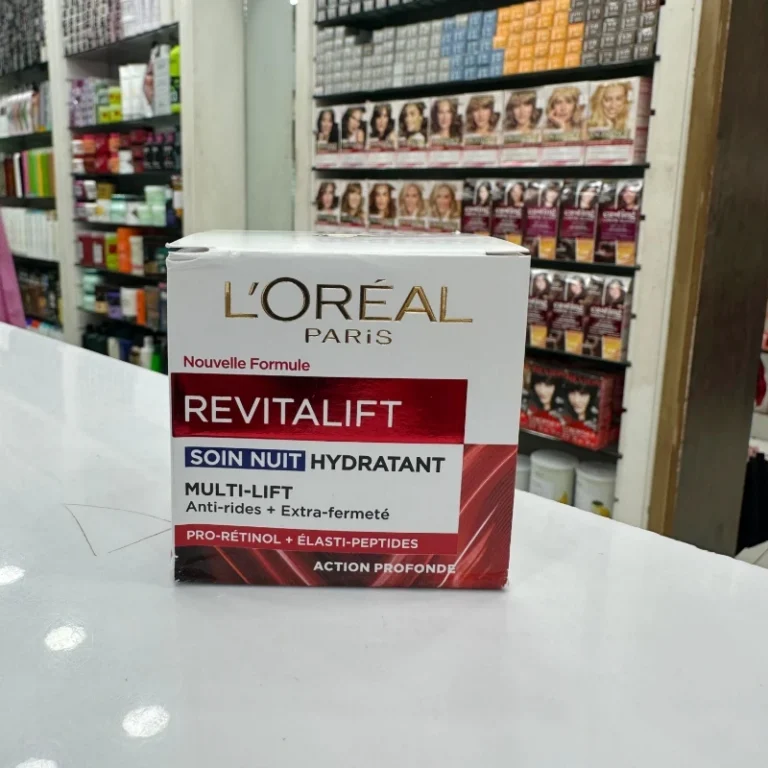 L'ORÉAL
PARiS
Nouvelle Formule
REVITALIFT
SOIN NUIT HYDRATANT
MULTI-LIFT
Anti-rides + Extra-fermeté
PRO-RÉTINOL + ÉLASTI-PEPTIDES
ACTION PROFONDE